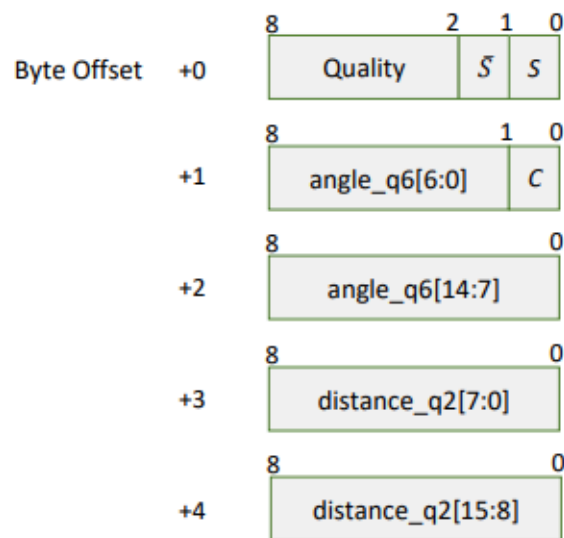 8 2 1 0
Byte Offset +0 Quality S̄ S
8 1 0
+1 angle_q6[6:0] C
8 0
+2 angle_q6[14:7]
8 0
+3 distance_q2[7:0]
8 0
+4 distance_q2[15:8]